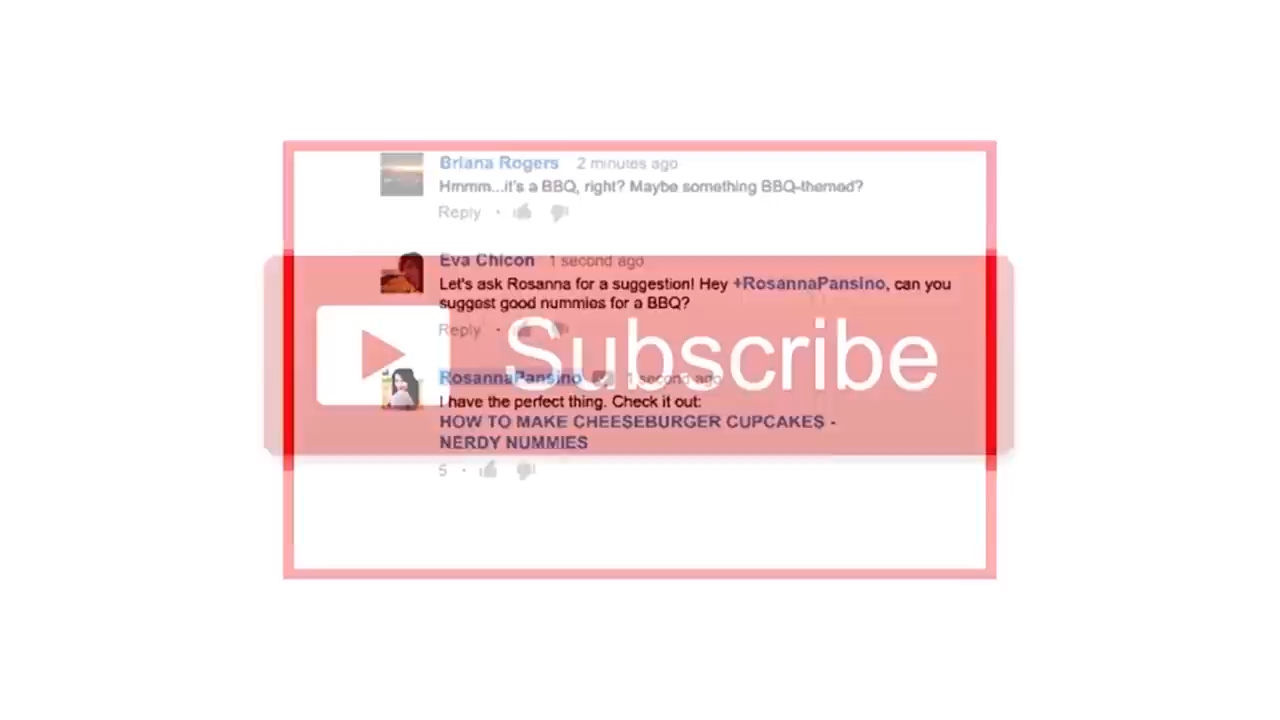 Briana Rogers 2 minutes ago
Hmmm...it's a BBQ, right? Maybe something BBQ-themed?
Reply
Eva Chicon 1 second ago
Let's ask Rosanna for a suggestion! Hey +RosannaPansino, can you
suggest good nummies for a BBQ?
Reply
Subscribe
RosannaPansino 1 second ago
I have the perfect thing. Check it out:
HOW TO MAKE CHEESEBURGER CUPCAKES -
NERDY NUMMIES
5